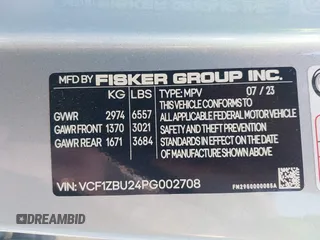 MFD BY FISKER GROUP INC.
KG LBS TYPE: MPV 07 / 23
GVWR 2974 6557 THIS VEHICLE CONFORMS TO
GAWR FRONT 1370 3021 ALL APPLICABLE FEDERAL MOTOR VEHICLE
GAWR REAR 1671 3684 SAFETY AND BUMPER STANDARDS
IN EFFECT ON THE DATE OF
MANUFACTURE SHOWN ABOVE
VIN: VCF1ZBU24PG002708
FM29S0000005A
DREAMBID